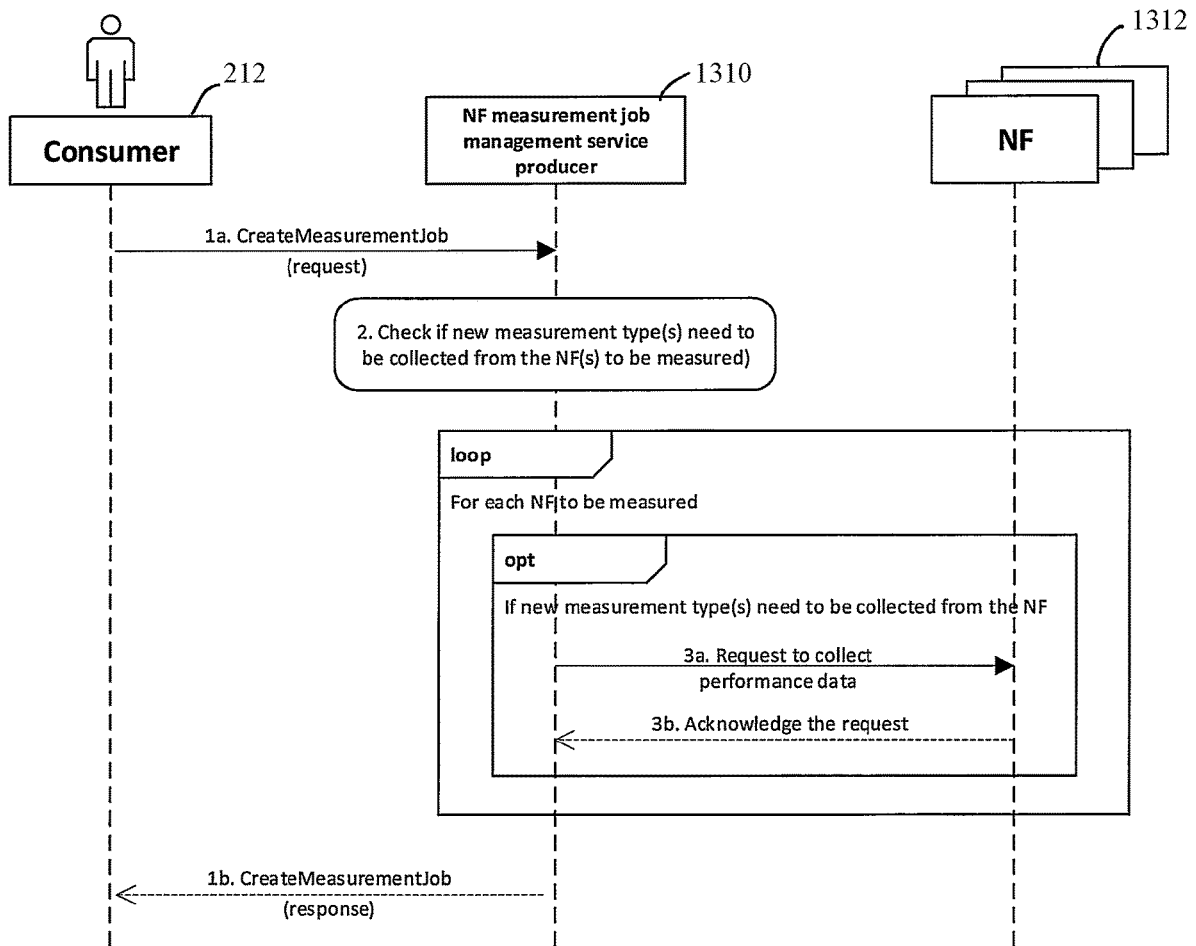 1312
212
1310
Consumer
NF measurement job
management service
producer
NF
1a. CreateMeasurementJob
(request)
2. Check if new measurement type(s) need to
be collected from the NF(s) to be measured)
loop
For each NF to be measured
opt
If new measurement type(s) need to be collected from the NF
3a. Request to collect
performance data
3b. Acknowledge the request
1b. CreateMeasurementJob
(response)